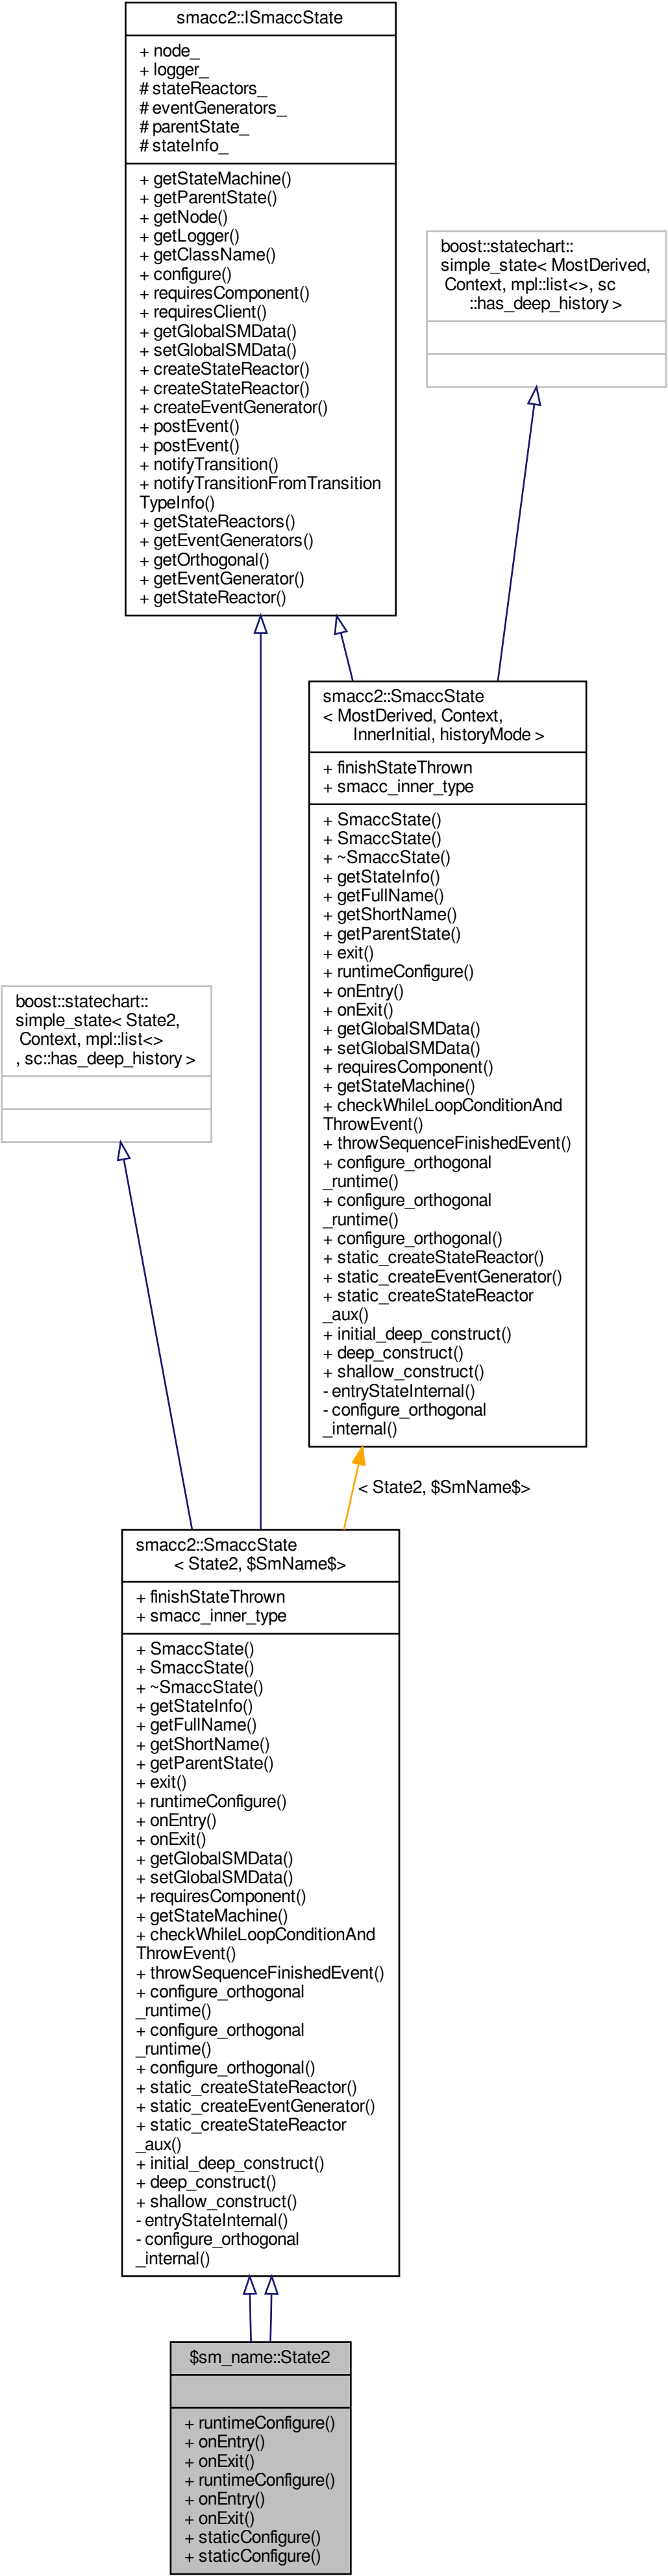 smacc2::ISmaccState
+ node_
+ logger_
# stateReactors_
# eventGenerators_
# parentState_
# stateInfo_
+ getStateMachine()
+ getParentState()
+ getNode()
+ getLogger()
+ getClassName()
+ configure()
+ requiresComponent()
+ requiresClient()
+ getGlobalSMData()
+ setGlobalSMData()
+ createStateReactor()
+ createStateReactor()
+ createEventGenerator()
+ postEvent()
+ postEvent()
+ notifyTransition()
+ notifyTransitionFromTransition
TypeInfo()
+ getStateReactors()
+ getEventGenerators()
+ getOrthogonal()
+ getEventGenerator()
+ getStateReactor()
boost::statechart::
simple_state< MostDerived,
Context, mpl::list<>, sc
::has_deep_history >
smacc2::SmaccState
< MostDerived, Context,
InnerInitial, historyMode >
+ finishStateThrown
+ smacc_inner_type
+ SmaccState()
+ SmaccState()
+ ~SmaccState()
+ getStateInfo()
+ getFullName()
+ getShortName()
+ getParentState()
+ exit()
+ runtimeConfigure()
+ onEntry()
+ onExit()
+ getGlobalSMData()
+ setGlobalSMData()
+ requiresComponent()
+ getStateMachine()
+ checkWhileLoopConditionAnd
ThrowEvent()
+ throwSequenceFinishedEvent()
+ configure_orthogonal
_runtime()
+ configure_orthogonal
_runtime()
+ configure_orthogonal()
+ static_createStateReactor()
+ static_createEventGenerator()
+ static_createStateReactor
_aux()
+ initial_deep_construct()
+ deep_construct()
+ shallow_construct()
- entryStateInternal()
- configure_orthogonal
_internal()
boost::statechart::
simple_state< State2,
Context, mpl::list<>
, sc::has_deep_history >
< State2, $SmName$>
smacc2::SmaccState
< State2, $SmName$>
+ finishStateThrown
+ smacc_inner_type
+ SmaccState()
+ SmaccState()
+ ~SmaccState()
+ getStateInfo()
+ getFullName()
+ getShortName()
+ getParentState()
+ exit()
+ runtimeConfigure()
+ onEntry()
+ onExit()
+ getGlobalSMData()
+ setGlobalSMData()
+ requiresComponent()
+ getStateMachine()
+ checkWhileLoopConditionAnd
ThrowEvent()
+ throwSequenceFinishedEvent()
+ configure_orthogonal
_runtime()
+ configure_orthogonal
_runtime()
+ configure_orthogonal()
+ static_createStateReactor()
+ static_createEventGenerator()
+ static_createStateReactor
_aux()
+ initial_deep_construct()
+ deep_construct()
+ shallow_construct()
- entryStateInternal()
- configure_orthogonal
_internal()
$sm_name::State2
+ runtimeConfigure()
+ onEntry()
+ onExit()
+ runtimeConfigure()
+ onEntry()
+ onExit()
+ staticConfigure()
+ staticConfigure()